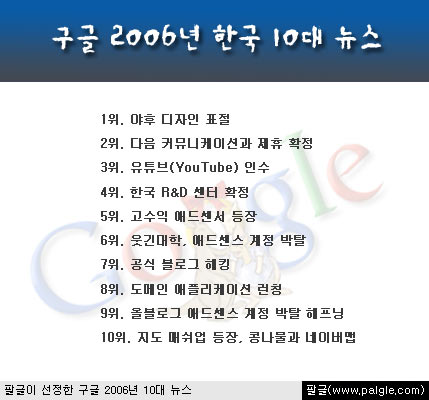 구글 2006년 한국 10대 뉴스
1위. 야후 디자인 표절
2위. 다음 커뮤니케이션과 제휴 확정
3위. 유튜브(YouTube) 인수
4위. 한국 R&D 센터 확정
5위. 고수익 애드센서 등장
6위. 웃긴대학, 애드센스 계정 박탈
7위. 공식 블로그 해킹
8위. 도메인 애플리케이션 런칭
9위. 올블로그 애드센스 계정 박탈 해프닝
10위. 지도 매쉬업 등장, 콩나물과 네이버맵
Google
팔글이 선정한 구글 2006년 10대 뉴스
팔글(www.palgle.com)